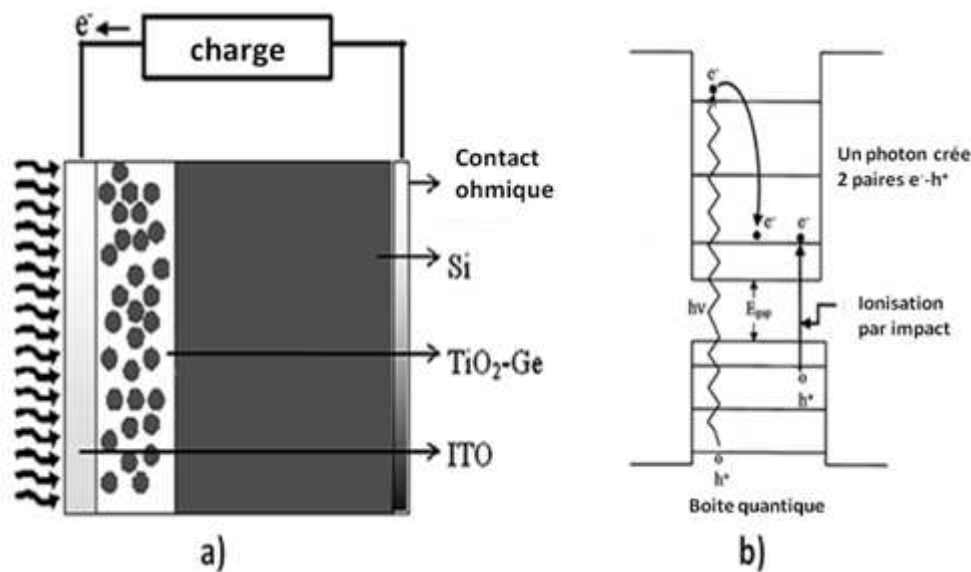 e⁻
charge
Contact
ohmique
Si
TiO₂-Ge
ITO
a)
e⁻
Un photon crée
2 paires e⁻-h⁺
e⁻
e⁻
hν
E_gap
Ionisation
par impact
h⁺
h⁺
Boite quantique
b)